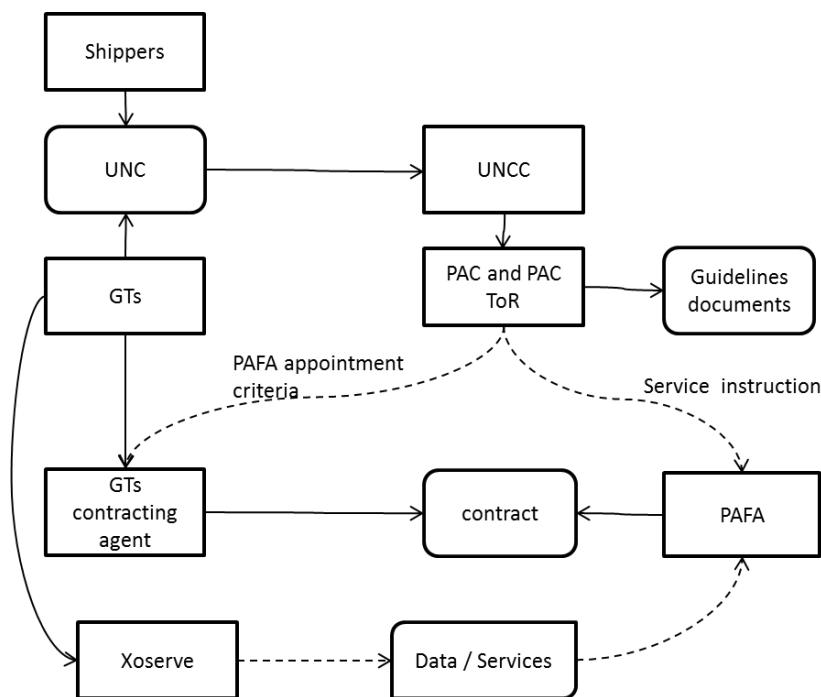 Shippers
UNC
UNCC
GTs
PAC and PAC
ToR
Guidelines
documents
PAFA appointment
criteria
Service instruction
GTs
contracting
agent
contract
PAFA
Xoserve
Data / Services